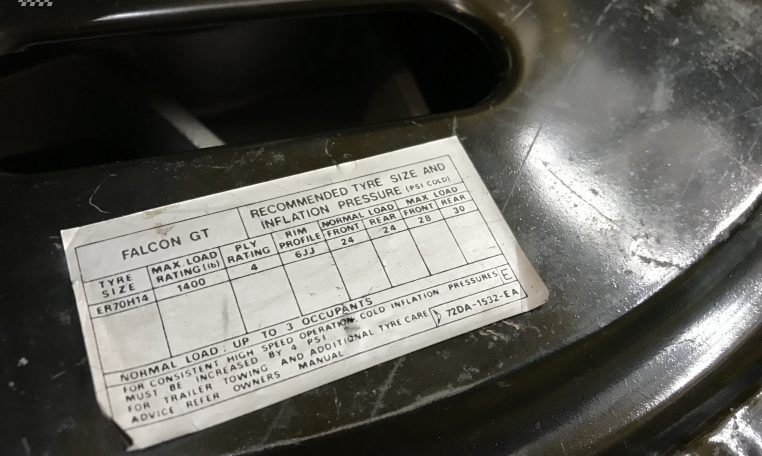 FALCON GT
RECOMMENDED TYRE SIZE AND
INFLATION PRESSURE (PSI COLD)
TYRE SIZE MAX. LOAD RATING (lb) PLY RATING RIM PROFILE NORMAL LOAD FRONT REAR MAX LOAD FRONT REAR
ER70H14 1400 4 6JJ 24 24 28 30
NORMAL LOAD : UP TO 3 OCCUPANTS
FOR CONSISTENT HIGH SPEED OPERATION, COLD INFLATION PRESSURES
MUST BE INCREASED BY 4 PSI
FOR TRAILER TOWING AND ADDITIONAL TYRE CARE
ADVICE REFER OWNERS MANUAL
E
72DA-1532-EA